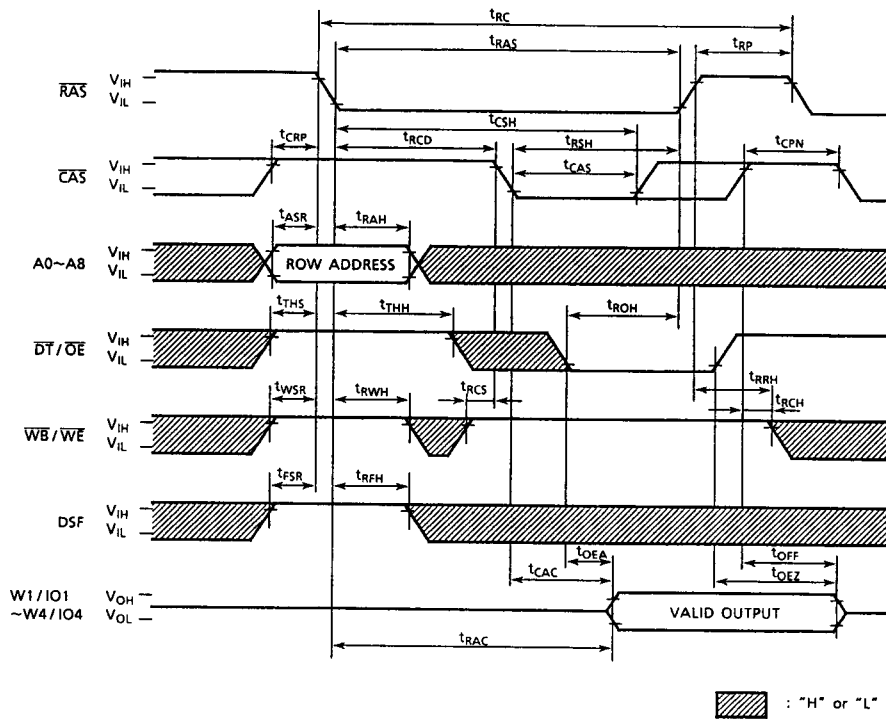 tRC
tRAS
tRP
RAS VIH
VIL
tCSH
tCRP
tRCD
tRSH
tCPN
CAS VIH
VIL
tCAS
tASR
tRAH
A0~A8 VIH
VIL
ROW ADDRESS
tTHS
tTHH
tROH
DT/OE VIH
VIL
tWSR
tRWH
tRCS
tRRH
tRCH
WB/WE VIH
VIL
tFSR
tRFH
DSF VIH
VIL
tOEA
tOFF
tCAC
tOEZ
W1/IO1 VOH
~W4/IO4 VOL
VALID OUTPUT
tRAC
: "H" or "L"